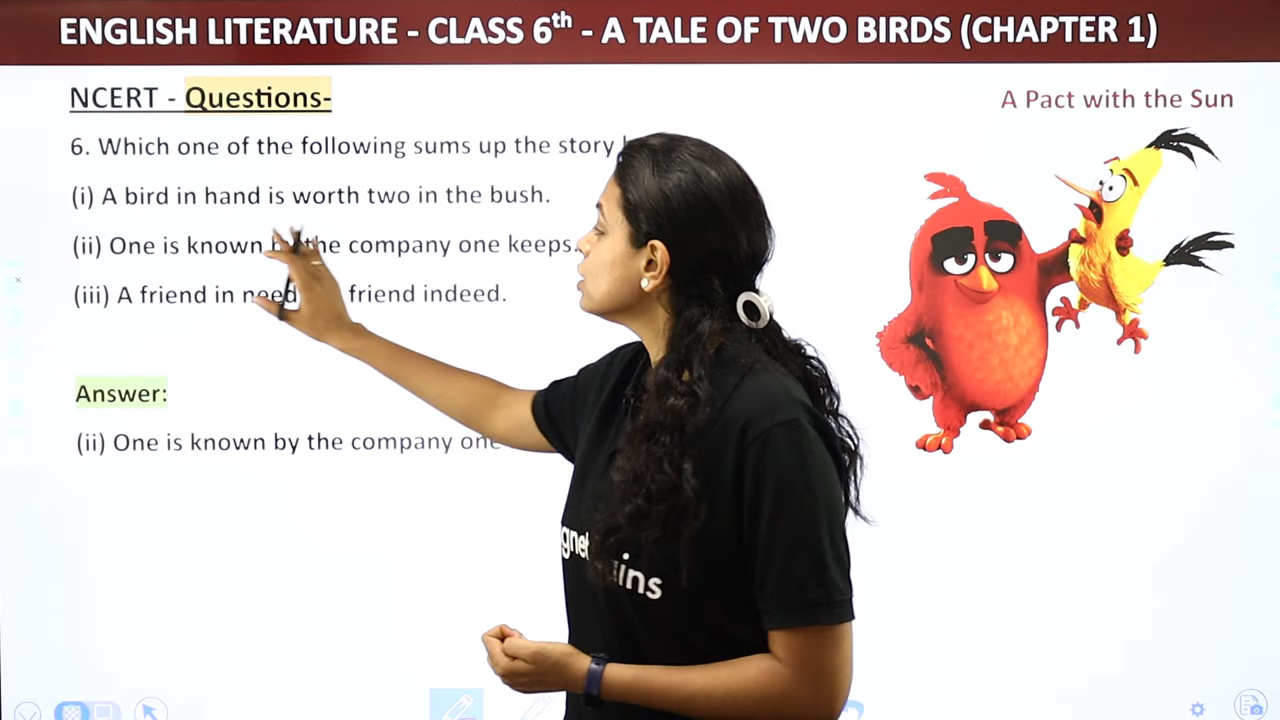 ENGLISH LITERATURE - CLASS 6th - A TALE OF TWO BIRDS (CHAPTER 1)
NCERT - Questions-
A Pact with the Sun
6. Which one of the following sums up the story
(i) A bird in hand is worth two in the bush.
(ii) One is known by the company one keeps.
(iii) A friend in need friend indeed.
Answer:
(ii) One is known by the company one